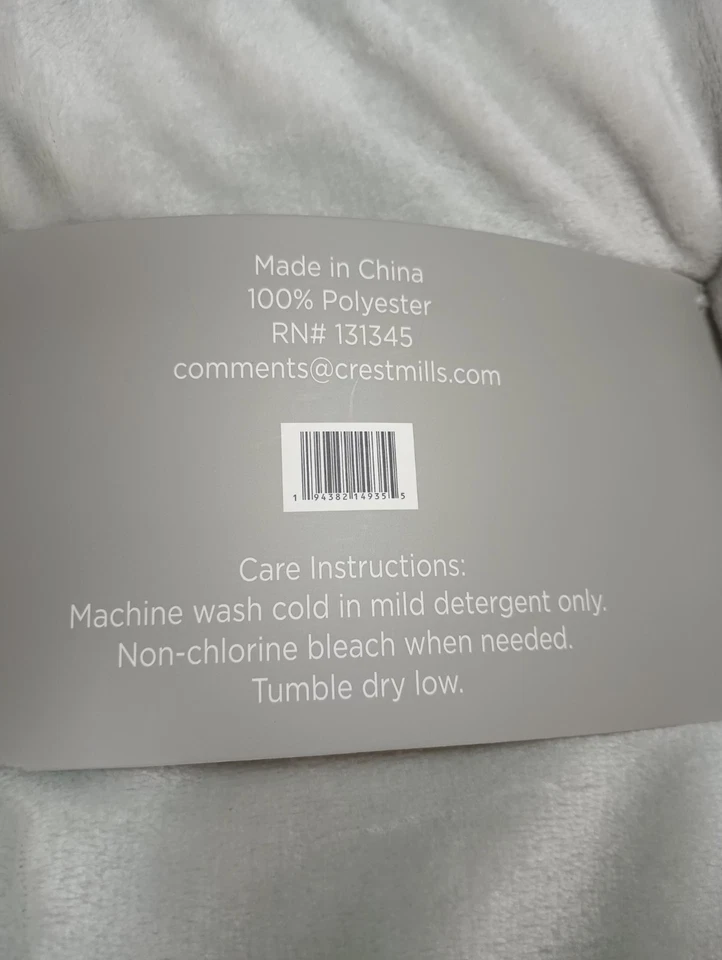 Made in China
100% Polyester
RN# 131345
comments@crestmills.com
1 94382 14935 5
Care Instructions:
Machine wash cold in mild detergent only.
Non-chlorine bleach when needed.
Tumble dry low.